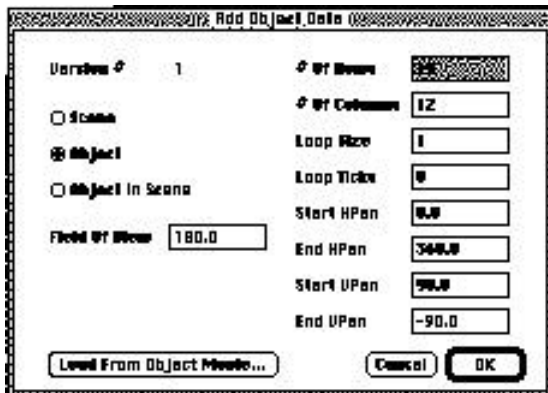 Add Object Data
Version # 1
Scene
Object
Object In Scene
Field Of View 180.0
# Of Rows
# Of Columns 12
Loop Size 1
Loop Ticks 0
Start HPan 0.0
End HPan 360.0
Start VPan 90.0
End VPan -90.0
Load From Object Movie...
Cancel OK